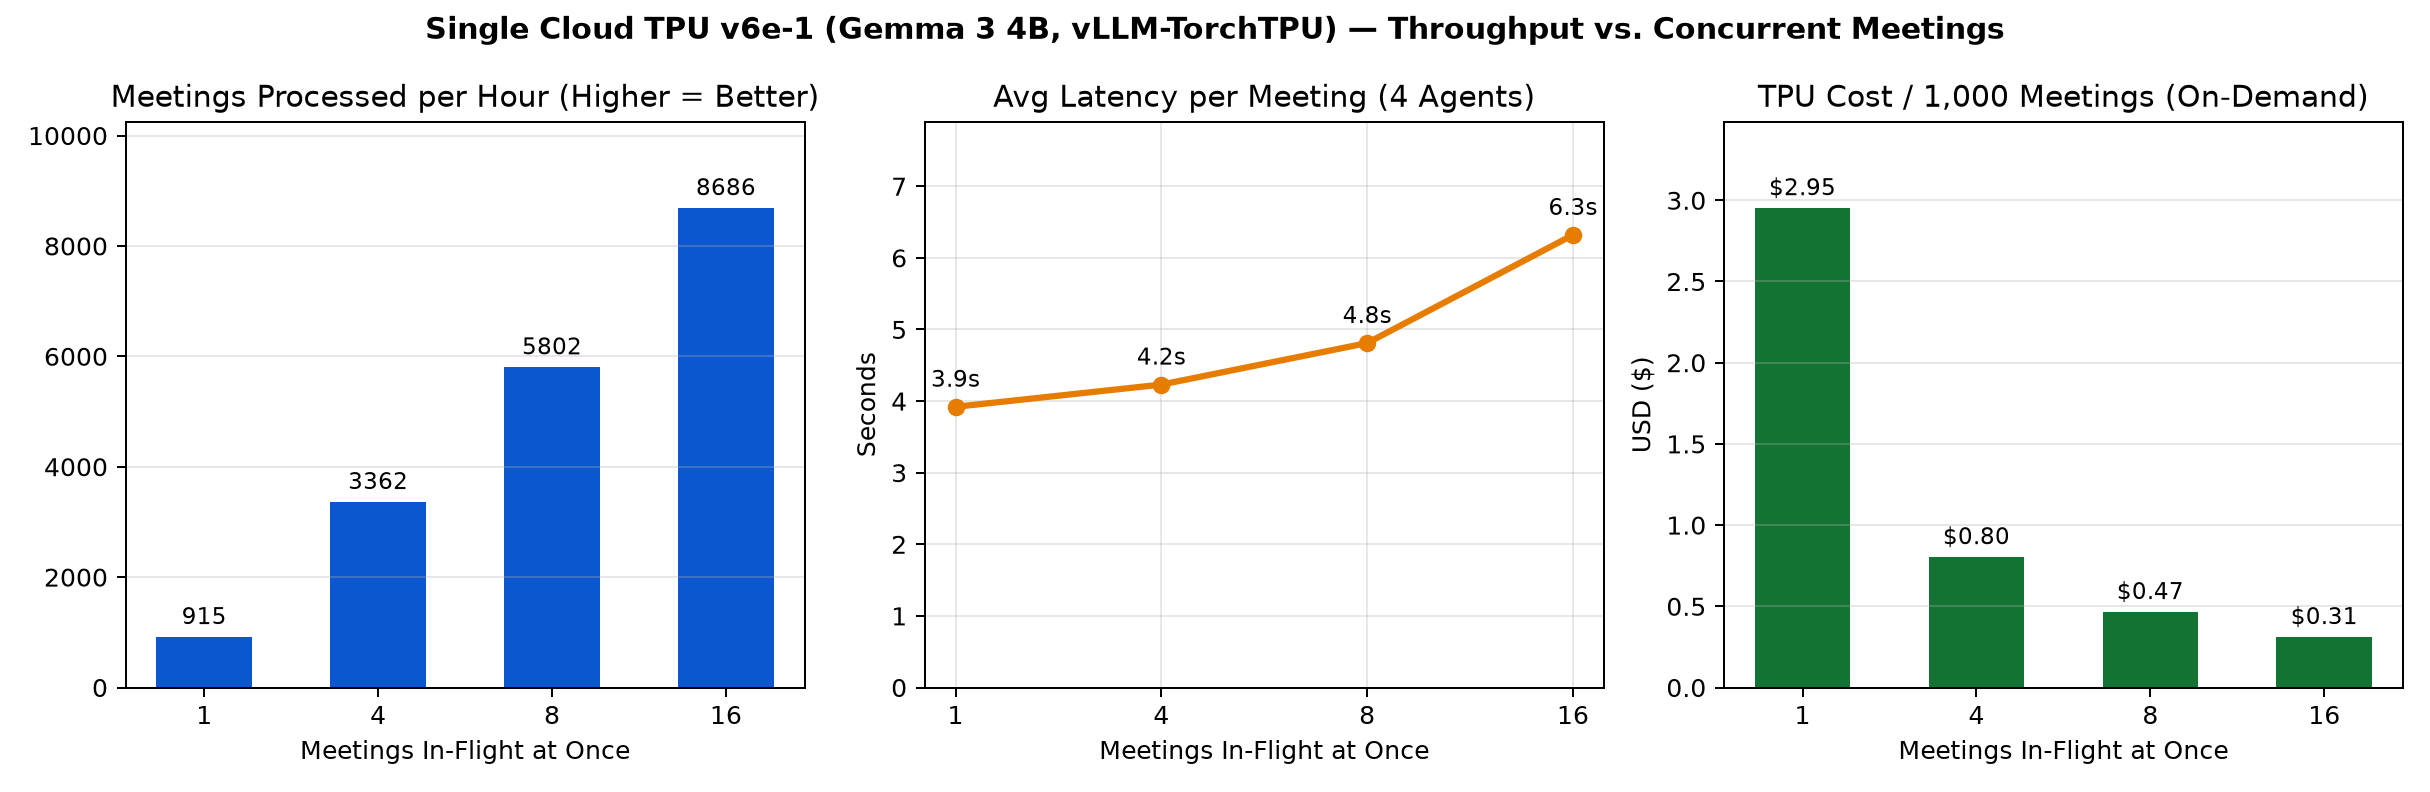 Single Cloud TPU v6e-1 (Gemma 3 4B, vLLM-TorchTPU) — Throughput vs. Concurrent Meetings
Meetings Processed per Hour (Higher = Better)
10000
8000
6000
4000
2000
0
915
3362
5802
8686
1 4 8 16
Meetings In-Flight at Once
Avg Latency per Meeting (4 Agents)
Seconds
7
6
5
4
3
2
1
0
3.9s
4.2s
4.8s
6.3s
1 4 8 16
Meetings In-Flight at Once
TPU Cost / 1,000 Meetings (On-Demand)
USD ($)
3.0
2.5
2.0
1.5
1.0
0.5
0.0
$2.95
$0.80
$0.47
$0.31
1 4 8 16
Meetings In-Flight at Once